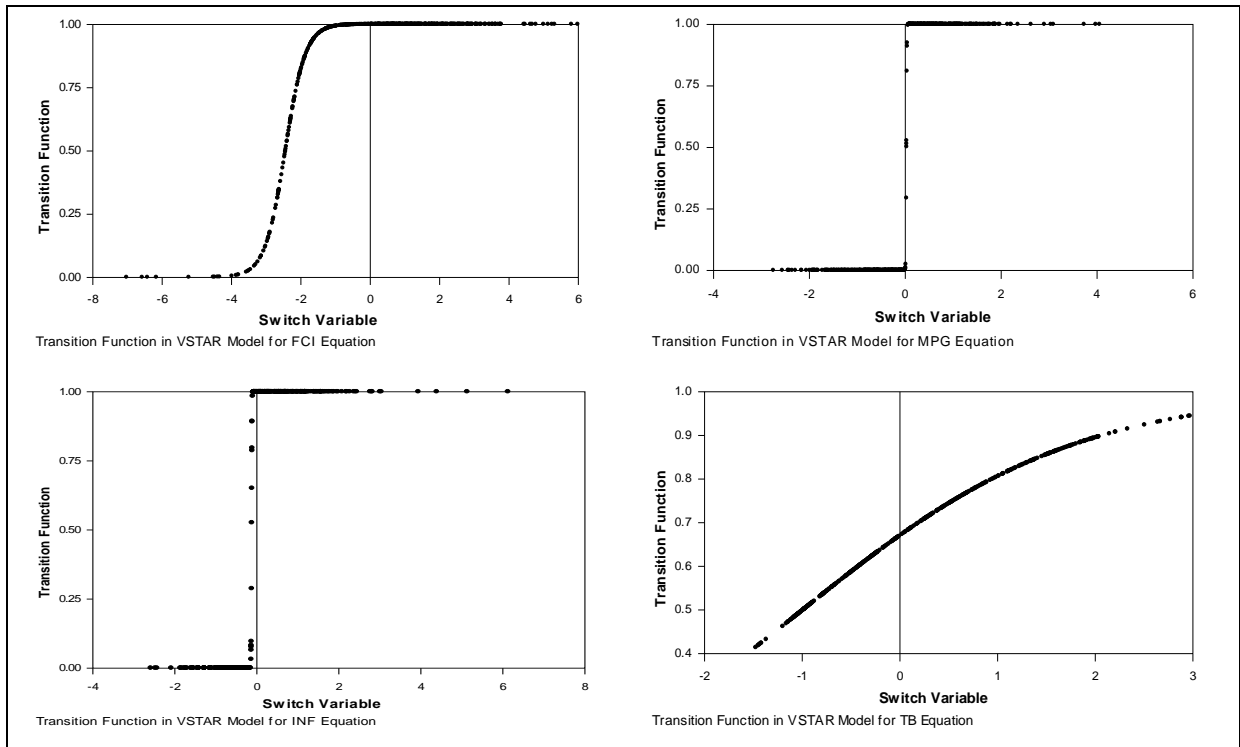 1.00
0.75
0.50
0.25
0.00
Transition Function
-8 -6 -4 -2 0 2 4 6
Switch Variable
Transition Function in VSTAR Model for FCI Equation
1.00
0.75
0.50
0.25
0.00
Transition Function
-4 -2 0 2 4 6
Switch Variable
Transition Function in VSTAR Model for MPG Equation
1.00
0.75
0.50
0.25
0.00
Transition Function
-4 -2 0 2 4 6 8
Switch Variable
Transition Function in VSTAR Model for INF Equation
1.0
0.9
0.8
0.7
0.6
0.5
0.4
Transition Function
-2 -1 0 1 2 3
Switch Variable
Transition Function in VSTAR Model for TB Equation